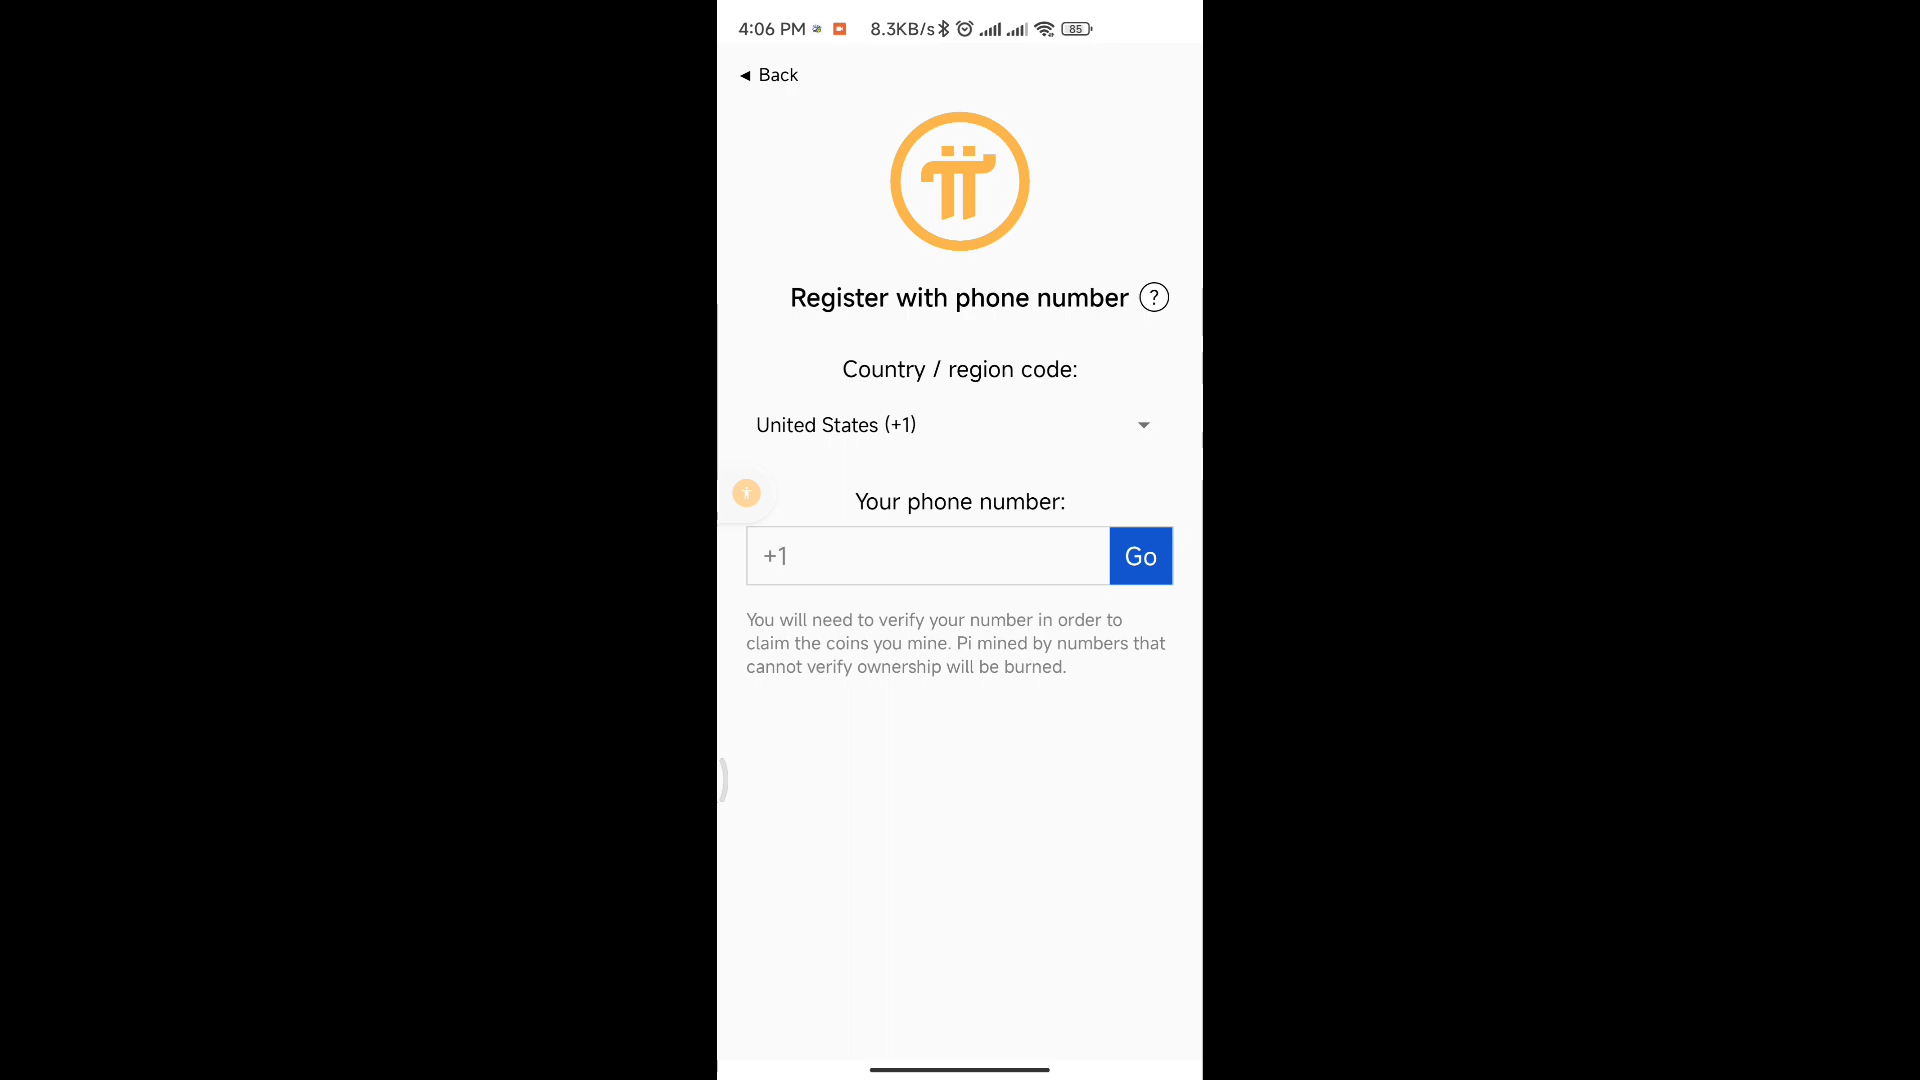 4:06 PM 8.3KB/s 85
◄ Back
Register with phone number ?
Country / region code:
United States (+1)
Your phone number:
+1 Go
You will need to verify your number in order to
claim the coins you mine. Pi mined by numbers that
cannot verify ownership will be burned.